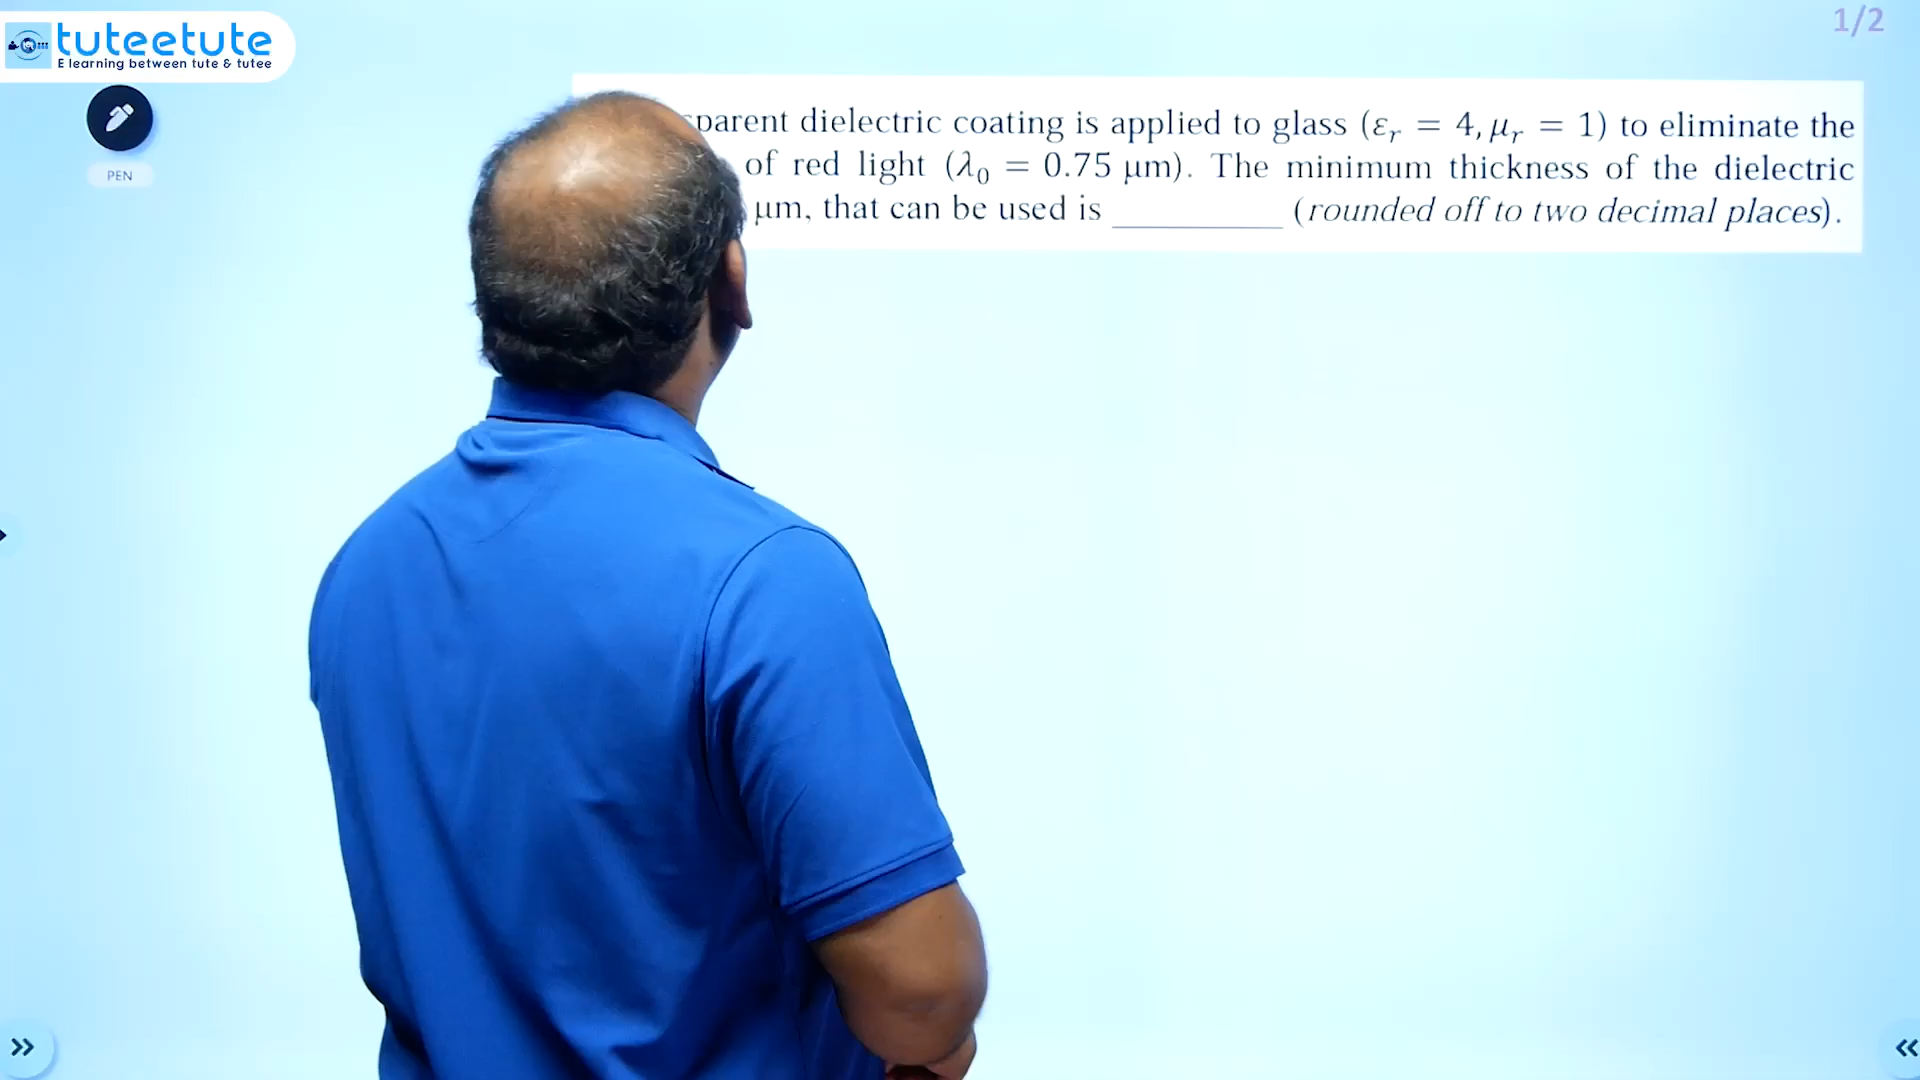 tuteetute
E learning between tute & tutee
1/2
PEN
dielectric coating is applied to glass (εᵣ = 4, μᵣ = 1) to eliminate the
of red light (λ₀ = 0.75 μm). The minimum thickness of the dielectric
μm, that can be used is ________ (rounded off to two decimal places).